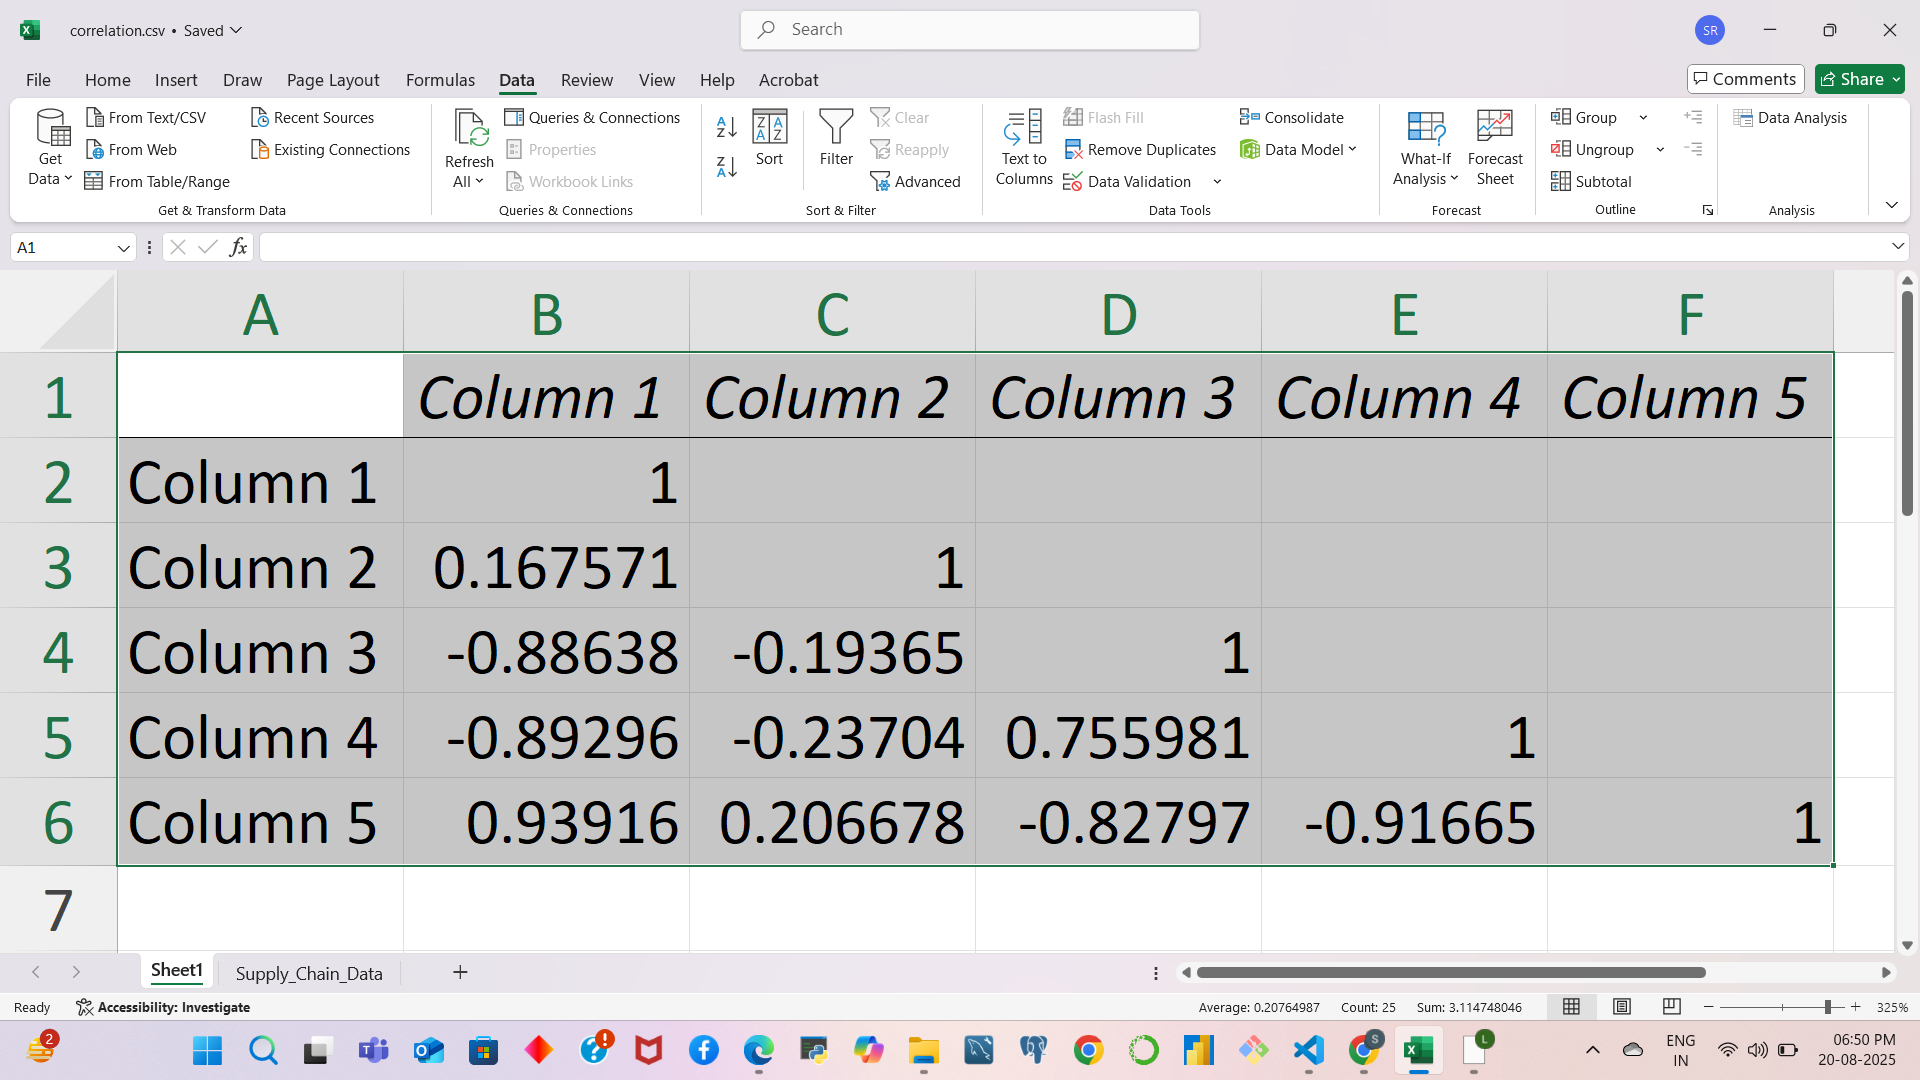 correlation.csv • Saved
Search
SR
File Home Insert Draw Page Layout Formulas Data Review View Help Acrobat
Comments Share
Get Data
From Text/CSV
From Web
From Table/Range
Recent Sources
Existing Connections
Get & Transform Data
Refresh All
Queries & Connections
Properties
Workbook Links
Queries & Connections
Sort
Filter
Clear
Reapply
Advanced
Sort & Filter
Text to Columns
Flash Fill
Remove Duplicates
Data Validation
Consolidate
Data Model
Data Tools
What-If Analysis
Forecast Sheet
Forecast
Group
Ungroup
Subtotal
Outline
Data Analysis
Analysis
A1 fx
A B C D E F
1 Column 1 Column 2 Column 3 Column 4 Column 5
2 Column 1 1
3 Column 2 0.167571 1
4 Column 3 -0.88638 -0.19365 1
5 Column 4 -0.89296 -0.23704 0.755981 1
6 Column 5 0.93916 0.206678 -0.82797 -0.91665 1
7
Sheet1 Supply_Chain_Data
Ready Accessibility: Investigate Average: 0.20764987 Count: 25 Sum: 3.114748046 325%
2
ENG
IN
06:50 PM
20-08-2025